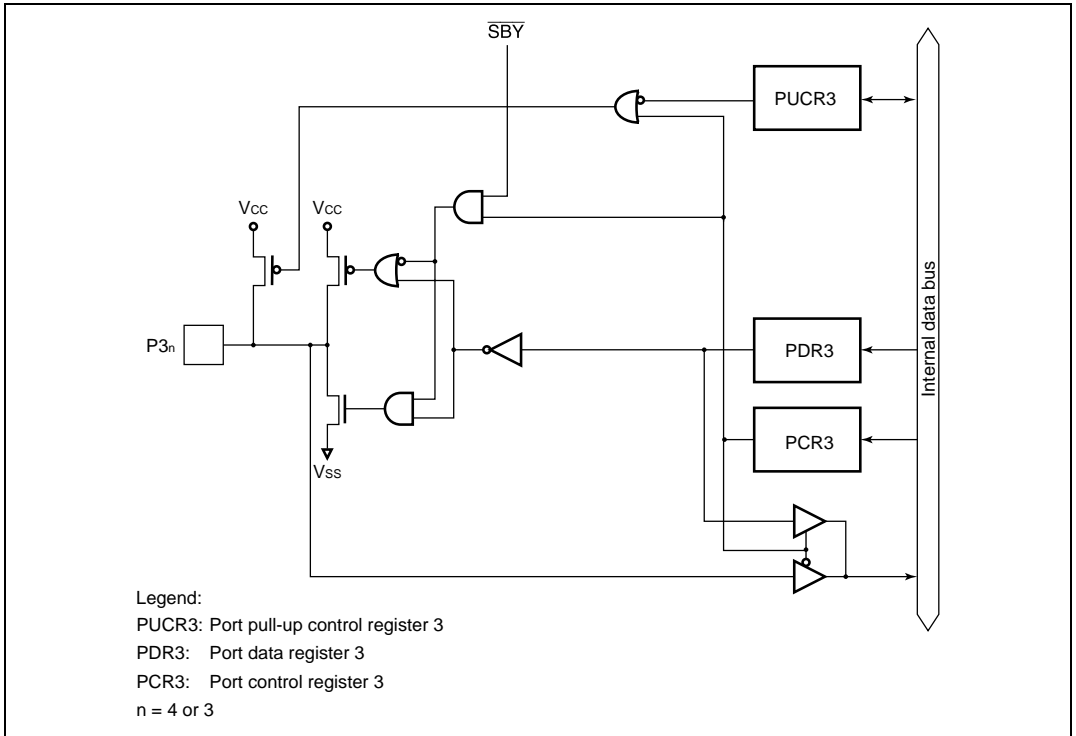 SBY
PUCR3
VCC VCC
P3n
PDR3
PCR3
Internal data bus
VSS
Legend:
PUCR3: Port pull-up control register 3
PDR3: Port data register 3
PCR3: Port control register 3
n = 4 or 3